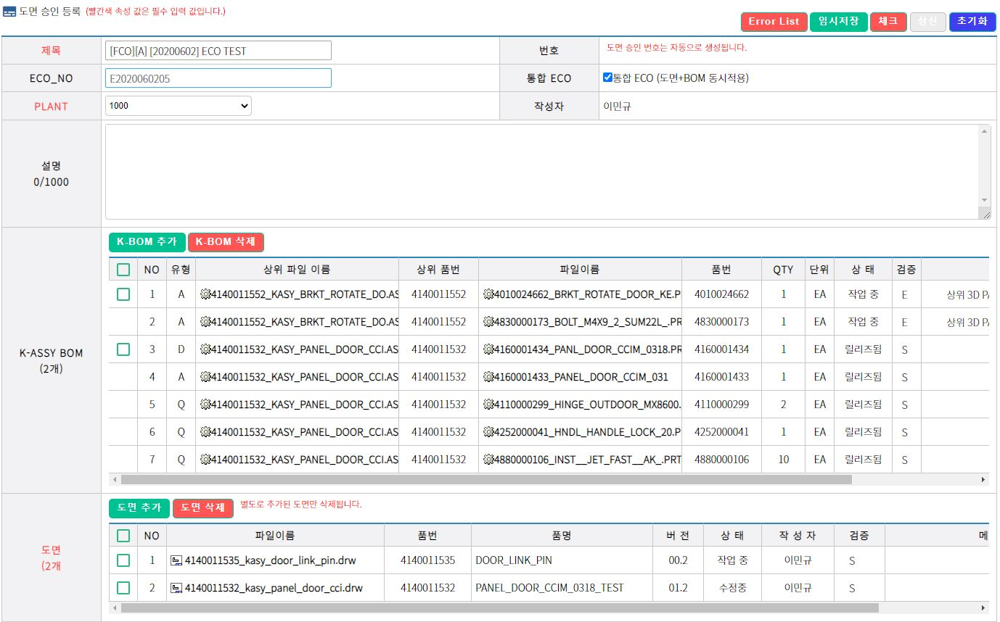 도면 승인 등록 (빨간색 속성 값은 필수 입력 값입니다.)
Error List 임시저장 체크 상신 초기화
제목 [FCO][A] [20200602] ECO TEST 번호 도면 승인 번호는 자동으로 생성됩니다.
ECO_NO E2020060205 통합 ECO 통합 ECO (도면+BOM 동시적용)
PLANT 1000 작성자 이민규
설명
0/1000
K-ASSY BOM
(2개)
K-BOM 추가 K-BOM 삭제
NO 유형 상위 파일 이름 상위 품번 파일이름 품번 QTY 단위 상 태 검증
1 A 4140011552_KASY_BRKT_ROTATE_DO.AS 4140011552 4010024662_BRKT_ROTATE_DOOR_KE.P 4010024662 1 EA 작업 중 E 상위 3D PA
2 A 4140011552_KASY_BRKT_ROTATE_DO.AS 4140011552 4830000173_BOLT_M4X9_2_SUM22L_.PR 4830000173 1 EA 작업 중 E 상위 3D PA
3 D 4140011532_KASY_PANEL_DOOR_CCI.AS 4140011532 4160001434_PANL_DOOR_CCIM_0318.PR 4160001434 1 EA 릴리즈됨 S
4 A 4140011532_KASY_PANEL_DOOR_CCI.AS 4140011532 4160001433_PANEL_DOOR_CCIM_031 4160001433 1 EA 릴리즈됨 S
5 Q 4140011532_KASY_PANEL_DOOR_CCI.AS 4140011532 4110000299_HINGE_OUTDOOR_MX8600. 4110000299 2 EA 릴리즈됨 S
6 Q 4140011532_KASY_PANEL_DOOR_CCI.AS 4140011532 4252000041_HNDL_HANDLE_LOCK_20.P 4252000041 1 EA 릴리즈됨 S
7 Q 4140011532_KASY_PANEL_DOOR_CCI.AS 4140011532 4880000106_INST__JET_FAST__AK_.PRT 4880000106 10 EA 릴리즈됨 S
도면
(2개
도면 추가 도면 삭제 별도로 추가된 도면만 삭제됩니다.
NO 파일이름 품번 품명 버 전 상 태 작 성 자 검증 메
1 4140011535_kasy_door_link_pin.drw 4140011535 DOOR_LINK_PIN 00.2 작업 중 이민규 S
2 4140011532_kasy_panel_door_cci.drw 4140011532 PANEL_DOOR_CCIM_0318_TEST 01.2 수정중 이민규 S